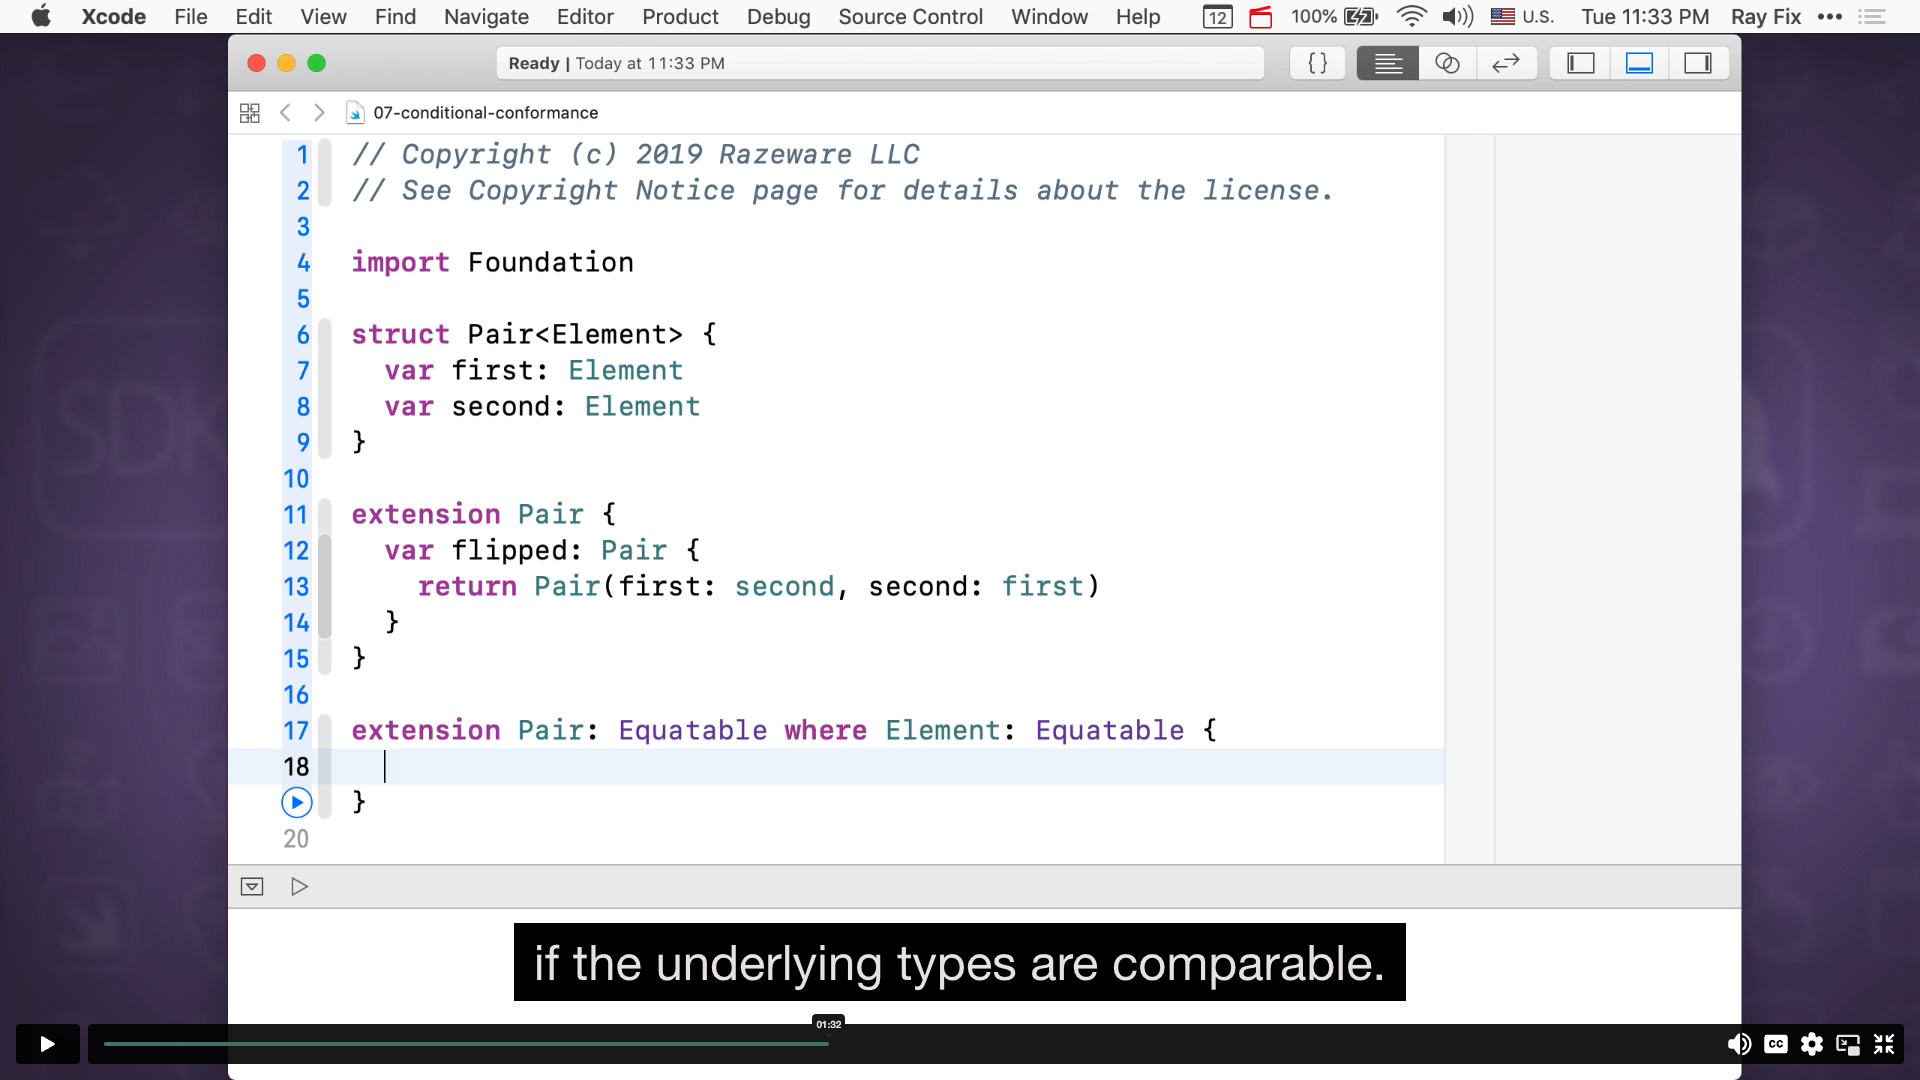 Xcode File Edit View Find Navigate Editor Product Debug Source Control Window Help 12 100% U.S. Tue 11:33 PM Ray Fix
Ready | Today at 11:33 PM {}
07-conditional-conformance
1 // Copyright (c) 2019 Razeware LLC
2 // See Copyright Notice page for details about the license.
3
4 import Foundation
5
6 struct Pair<Element> {
7 var first: Element
8 var second: Element
9 }
10
11 extension Pair {
12 var flipped: Pair {
13 return Pair(first: second, second: first)
14 }
15 }
16
17 extension Pair: Equatable where Element: Equatable {
18
}
20
SDK
if the underlying types are comparable.
01:32
CC